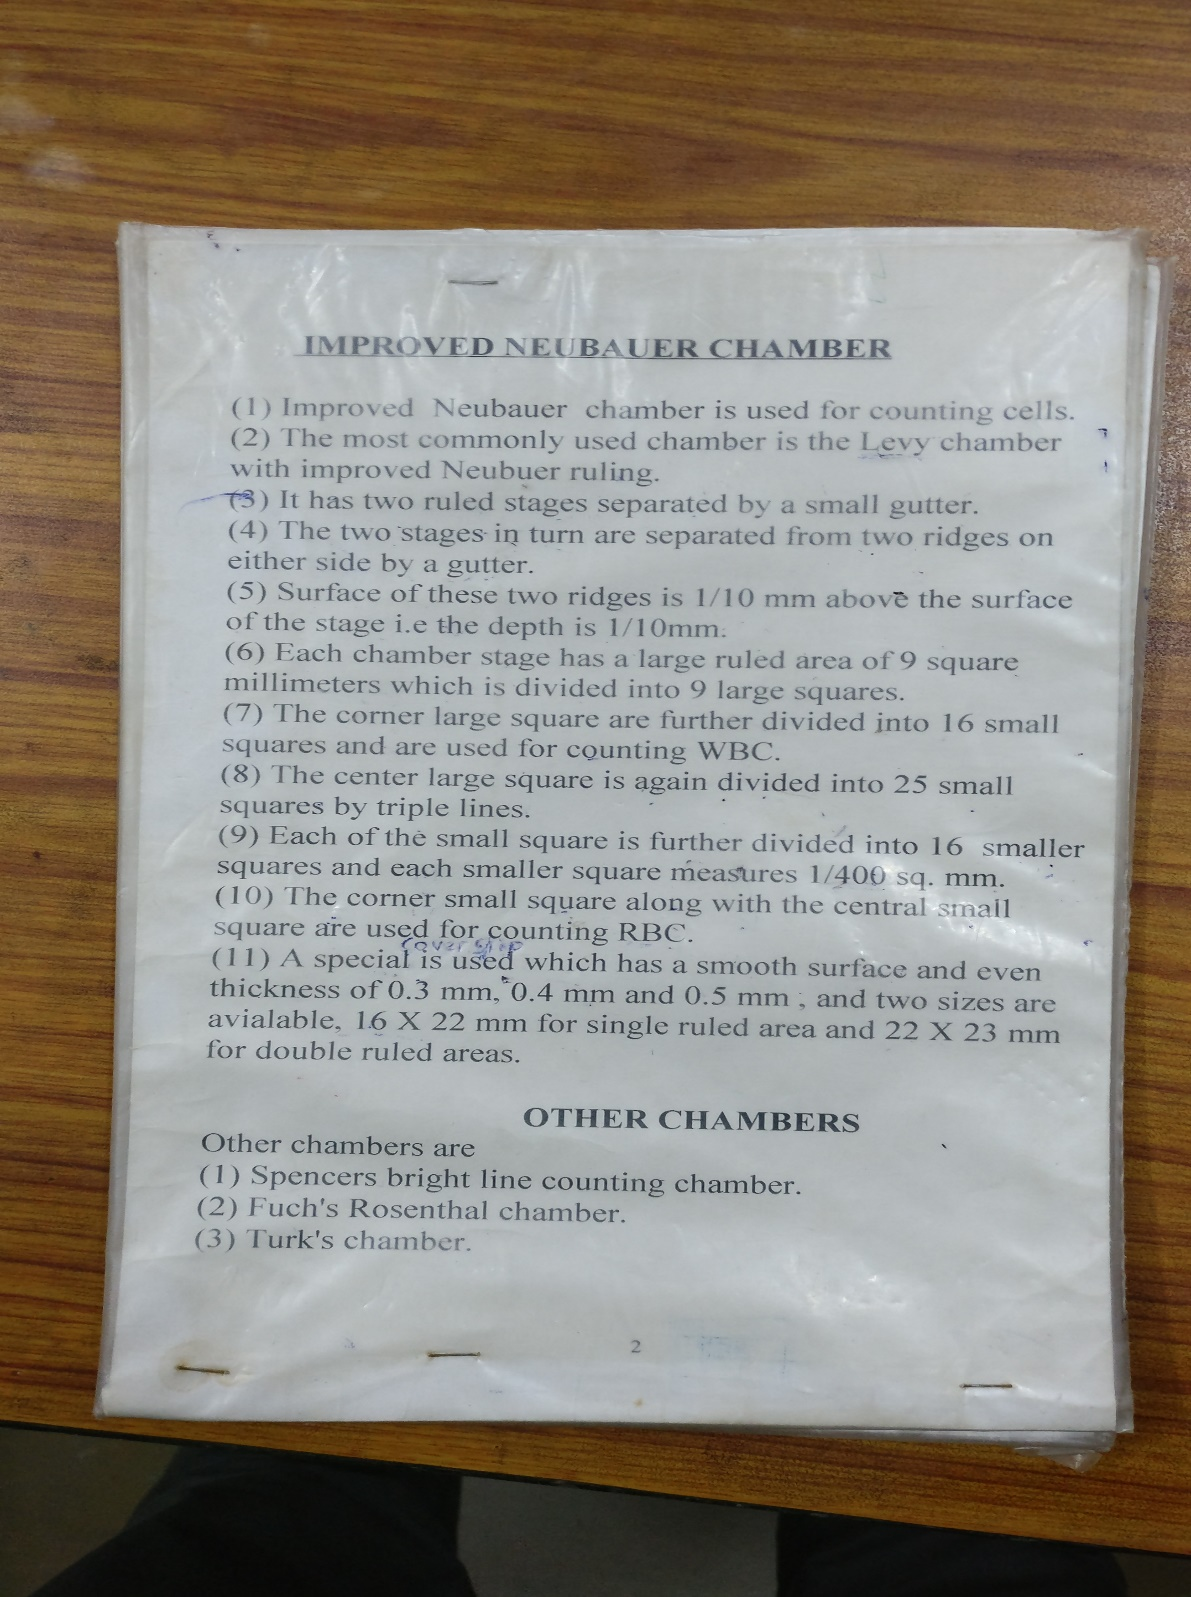 IMPROVED NEUBAUER CHAMBER
(1) Improved Neubauer chamber is used for counting cells.
(2) The most commonly used chamber is the Levy chamber
with improved Neubuer ruling.
(3) It has two ruled stages separated by a small gutter.
(4) The two stages in turn are separated from two ridges on
either side by a gutter.
(5) Surface of these two ridges is 1/10 mm above the surface
of the stage i.e the depth is 1/10mm.
(6) Each chamber stage has a large ruled area of 9 square
millimeters which is divided into 9 large squares.
(7) The corner large square are further divided into 16 small
squares and are used for counting WBC.
(8) The center large square is again divided into 25 small
squares by triple lines.
(9) Each of the small square is further divided into 16 smaller
squares and each smaller square measures 1/400 sq. mm.
(10) The corner small square along with the central small
square are used for counting RBC.
cover slip
(11) A special is used which has a smooth surface and even
thickness of 0.3 mm, 0.4 mm and 0.5 mm , and two sizes are
avialable, 16 X 22 mm for single ruled area and 22 X 23 mm
for double ruled areas.
OTHER CHAMBERS
Other chambers are
(1) Spencers bright line counting chamber.
(2) Fuch's Rosenthal chamber.
(3) Turk's chamber.
2